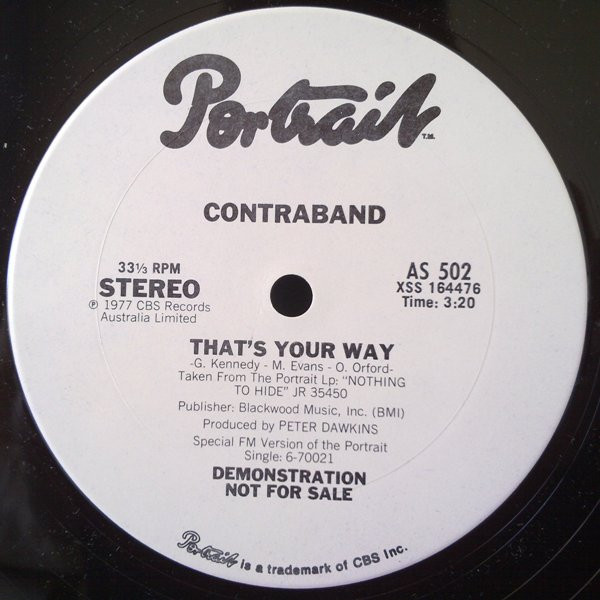 Portrait T.M.
CONTRABAND
33⅓ RPM
STEREO
℗ 1977 CBS Records
Australia Limited
AS 502
XSS 164476
Time: 3:20
THAT'S YOUR WAY
-G. Kennedy - M. Evans - O. Orford-
Taken From The Portrait Lp: "NOTHING
TO HIDE" JR 35450
Publisher: Blackwood Music, Inc. (BMI)
Produced by PETER DAWKINS
Special FM Version of the Portrait
Single: 6-70021
DEMONSTRATION
NOT FOR SALE
Portrait is a trademark of CBS Inc.